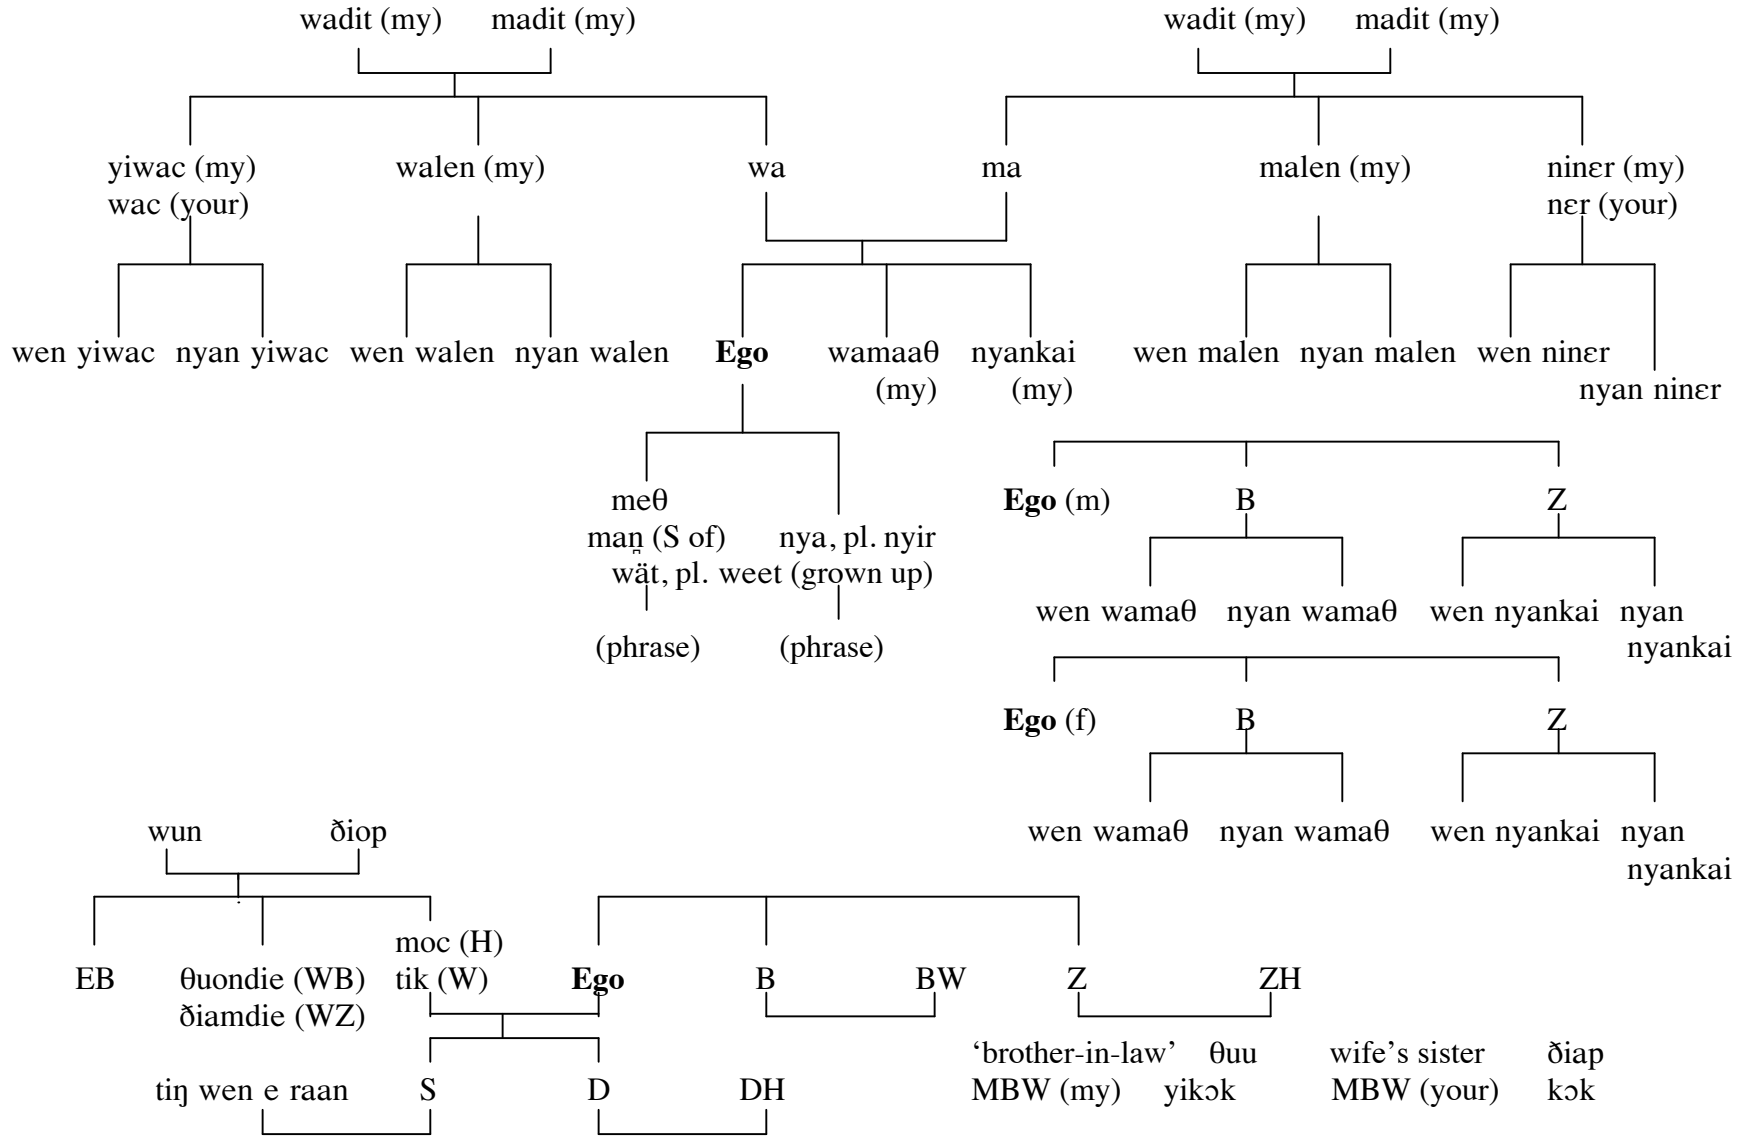 wadit (my) madit (my) wadit (my) madit (my)
yiwac (my) walen (my) wa ma malen (my) ninɛr (my)
wac (your) nɛr (your)
wen yiwac nyan yiwac wen walen nyan walen Ego wamaaθ nyankai wen malen nyan malen wen ninɛr
(my) (my) nyan ninɛr
meθ Ego (m) B Z
man̪ (S of) nya, pl. nyir
wät, pl. weet (grown up)
wen wamaθ nyan wamaθ wen nyankai nyan
(phrase) (phrase) nyankai
Ego (f) B Z
wun ðiop wen wamaθ nyan wamaθ wen nyankai nyan
nyankai
moc (H)
EB θuondie (WB) tik (W) Ego B BW Z ZH
ðiamdie (WZ)
‘brother-in-law’ θuu wife’s sister ðiap
tiŋ wen e raan S D DH MBW (my) yikɔk MBW (your) kɔk